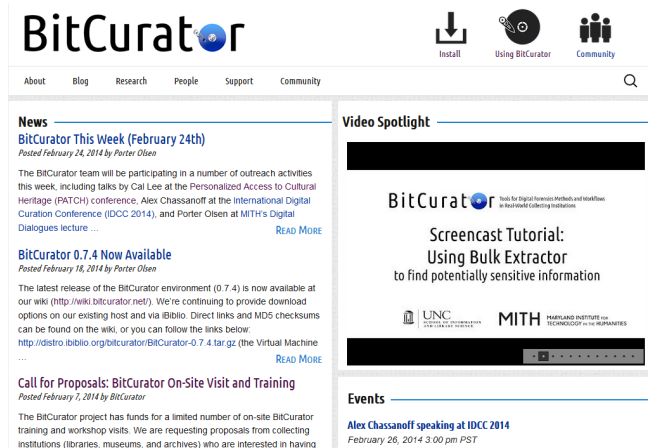 BitCurator
Install
Using BitCurator
Community
About
Blog
Research
People
Support
Community
News
BitCurator This Week (February 24th)
Posted February 24, 2014 by Porter Olsen
The BitCurator team will be participating in a number of outreach activities
this week, including talks by Cal Lee at the Personalized Access to Cultural
Heritage (PATCH) conference, Alex Chassanoff at the International Digital
Curation Conference (IDCC 2014), and Porter Olsen at MITH's Digital
Dialogues lecture ...
READ MORE
BitCurator 0.7.4 Now Available
Posted February 18, 2014 by Porter Olsen
The latest release of the BitCurator environment (0.7.4) is now available at
our wiki (http://wiki.bitcurator.net/). We're continuing to provide download
options on our existing host and via iBiblio. Direct links and MD5 checksums
can be found on the wiki, or you can follow the links below:
http://distro.ibiblio.org/bitcurator/BitCurator-0.7.4.tar.gz (the Virtual Machine
...
READ MORE
Call for Proposals: BitCurator On-Site Visit and Training
Posted February 7, 2014 by BitCurator
The BitCurator project has funds for a limited number of on-site BitCurator
training and workshop visits. We are requesting proposals from collecting
institutions (libraries, museums, and archives) who are interested in having
Video Spotlight
BitCurator
Tools for Digital Forensics Methods and Workflows
in Real-World Collecting Institutions
Screencast Tutorial:
Using Bulk Extractor
to find potentially sensitive information
UNC
SCHOOL OF INFORMATION
AND LIBRARY SCIENCE
MITH
MARYLAND INSTITUTE FOR
TECHNOLOGY IN THE HUMANITIES
Events
Alex Chassanoff speaking at IDCC 2014
February 26, 2014 3:00 pm PST